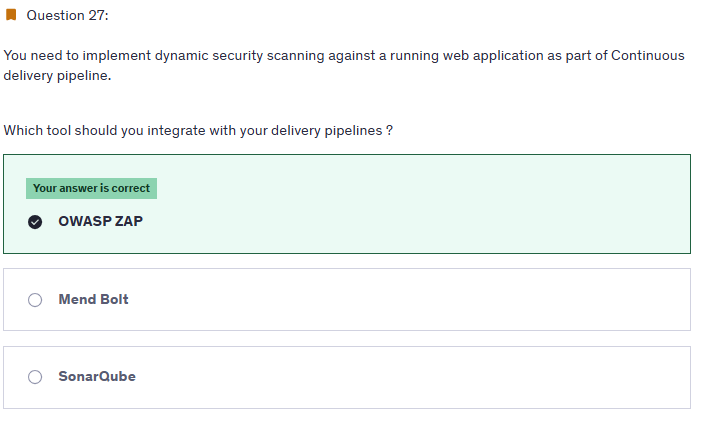 Question 27:
You need to implement dynamic security scanning against a running web application as part of Continuous
delivery pipeline.
Which tool should you integrate with your delivery pipelines ?
Your answer is correct
OWASP ZAP
Mend Bolt
SonarQube